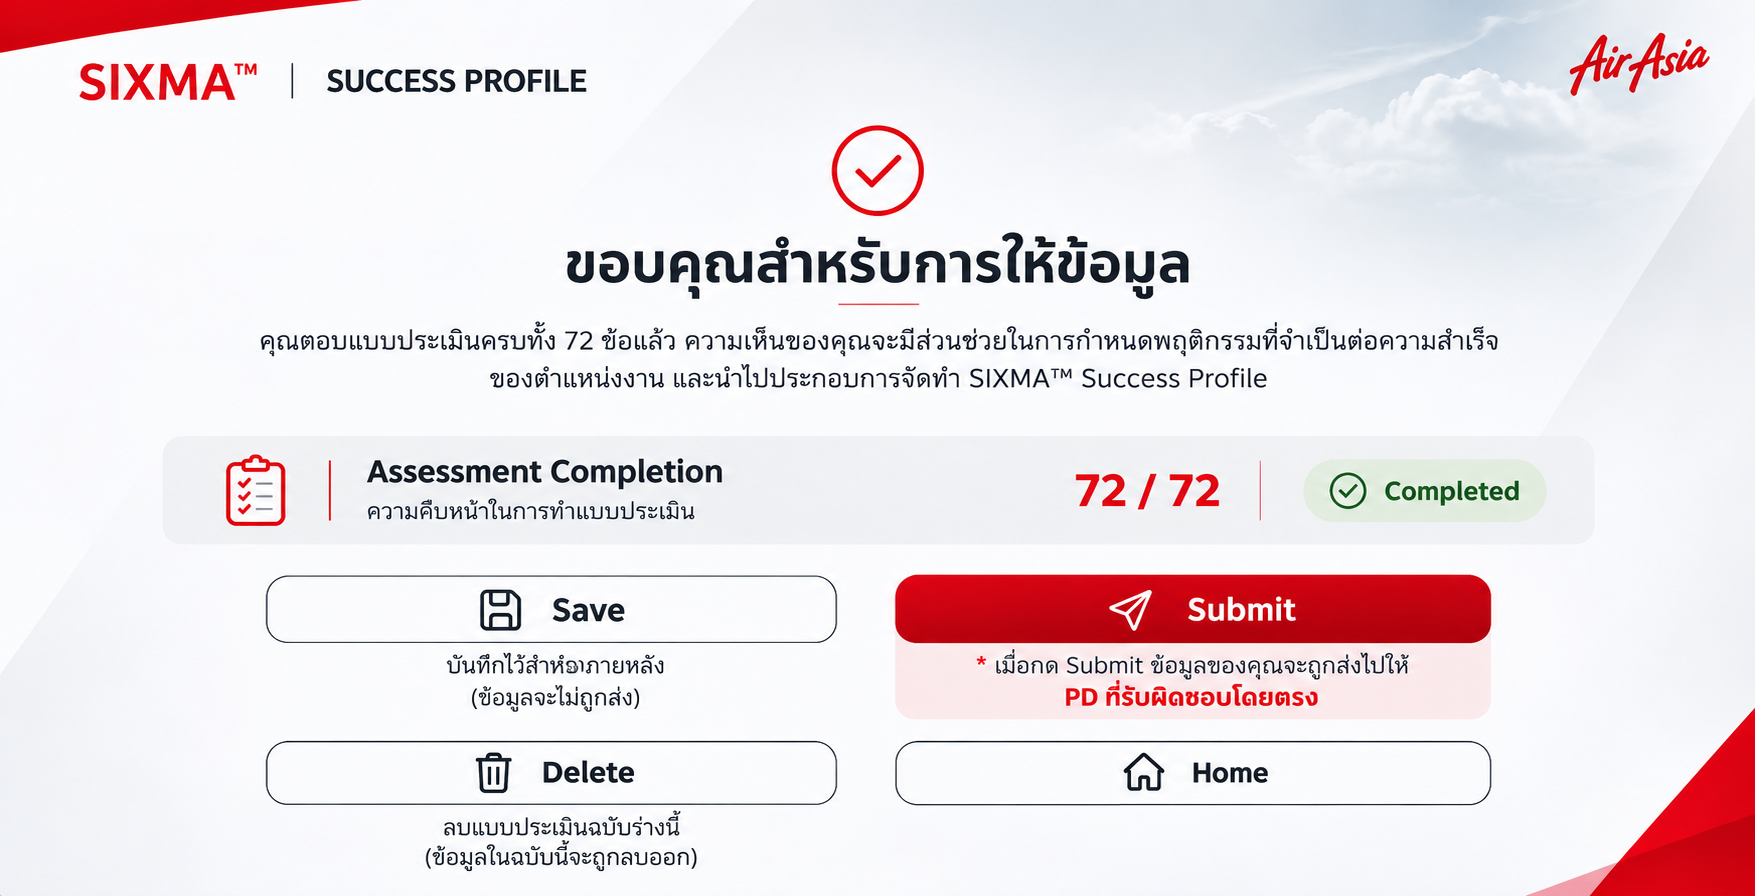 SIXMA™ | SUCCESS PROFILE
AirAsia
ขอบคุณสำหรับการให้ข้อมูล
คุณตอบแบบประเมินครบทั้ง 72 ข้อแล้ว ความเห็นของคุณจะมีส่วนช่วยในการกำหนดพฤติกรรมที่จำเป็นต่อความสำเร็จ
ของตำแหน่งงาน และนำไปประกอบการจัดทำ SIXMA™ Success Profile
Assessment Completion
ความคืบหน้าในการทำแบบประเมิน
72 / 72
Completed
Save
บันทึกไว้ภายหลัง
(ข้อมูลจะไม่ถูกส่ง)
Submit
* เมื่อกด Submit ข้อมูลของคุณจะถูกส่งไปให้
PD ที่รับผิดชอบโดยตรง
Delete
ลบแบบประเมินฉบับร่างนี้
(ข้อมูลในฉบับนี้จะถูกลบออก)
Home